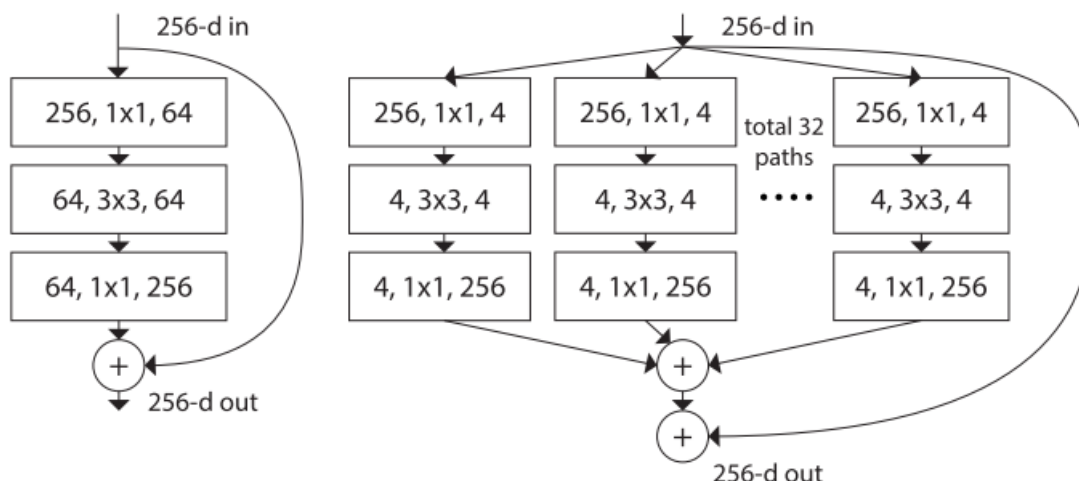 256-d in
256, 1x1, 64
64, 3x3, 64
64, 1x1, 256
+
256-d out
256-d in
256, 1x1, 4
256, 1x1, 4
total 32
paths
256, 1x1, 4
4, 3x3, 4
4, 3x3, 4
....
4, 3x3, 4
4, 1x1, 256
4, 1x1, 256
4, 1x1, 256
+
+
256-d out